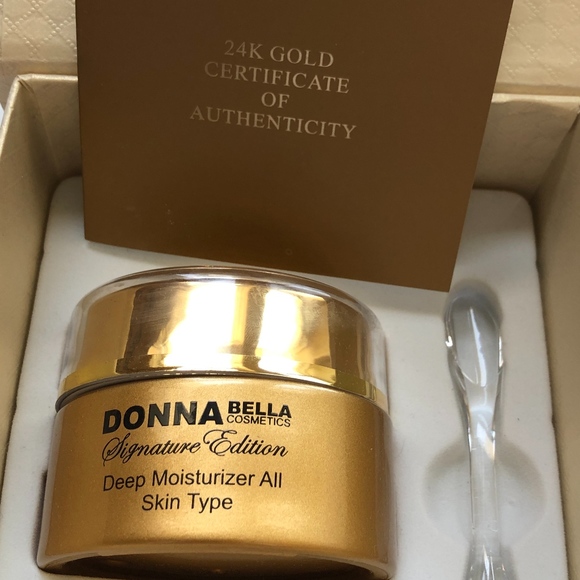 24K GOLD
CERTIFICATE
OF
AUTHENTICITY
DONNA BELLA
COSMETICS
Signature Edition
Deep Moisturizer All
Skin Type